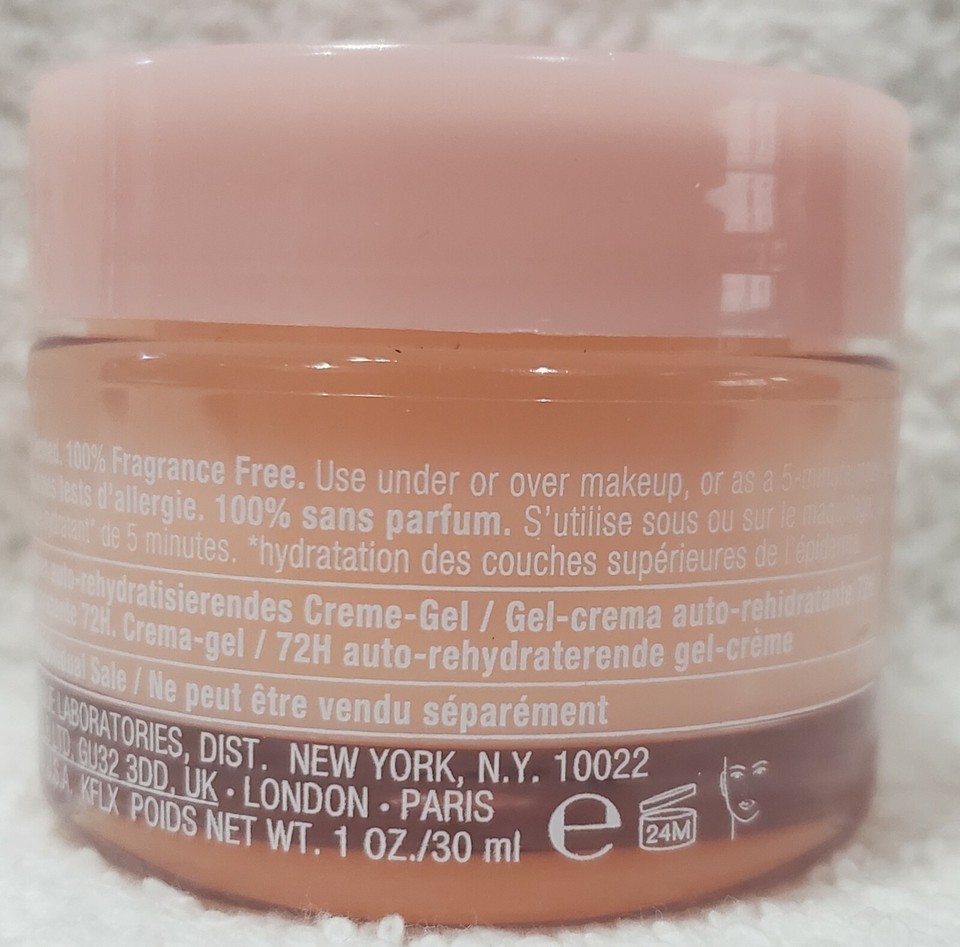 100% Fragrance Free. Use under or over makeup, or as a
tests d'allergie. 100% sans parfum. S'utilise sous ou sur le
de 5 minutes. *hydratation des couches supérieures de
auto-rehydratisierendes Creme-Gel / Gel-crema auto-rehidratante
72H. Crema-gel / 72H auto-rehydraterende gel-crème
Sale / Ne peut être vendu séparément
LABORATORIES, DIST. NEW YORK, N.Y. 10022
LTD. GU32 3DD, UK • LONDON • PARIS
KFLX POIDS NET WT. 1 OZ./30 ml e 24M